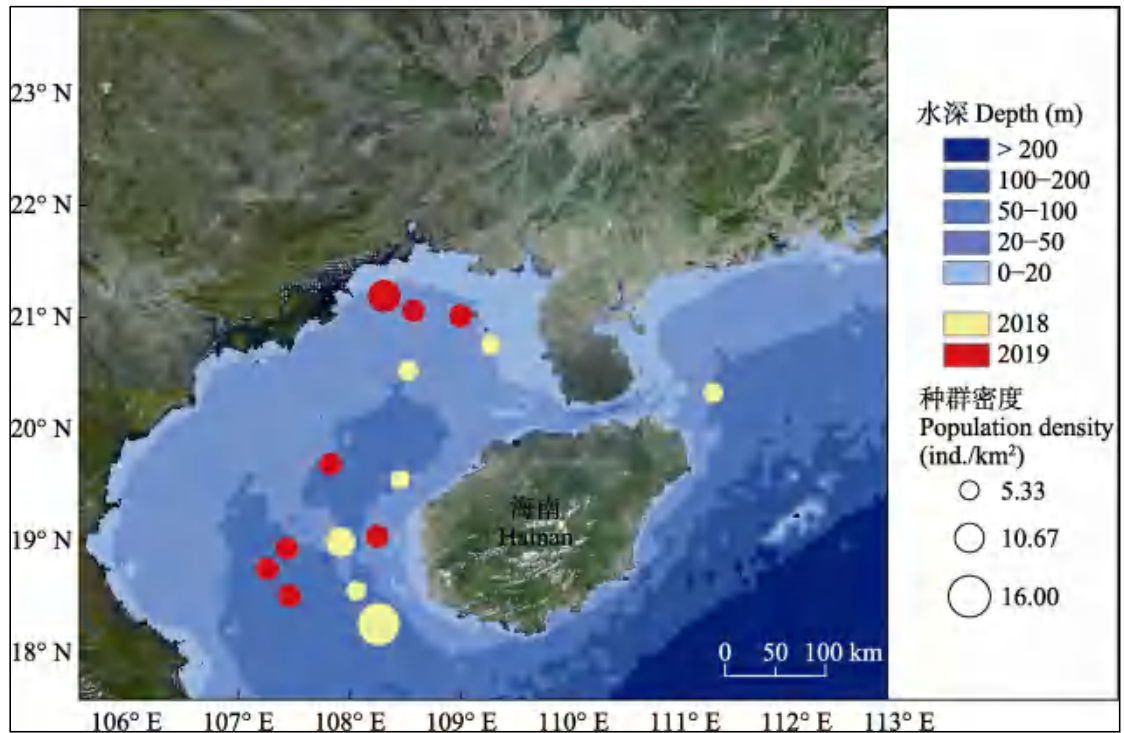 23° N
22° N
21° N
20° N
19° N
18° N
106° E
107° E
108° E
109° E
110° E
111° E
112° E
113° E
海南
Hainan
0 50 100 km
水深 Depth (m)
> 200
100−200
50−100
20−50
0−20
2018
2019
种群密度
Population density
(ind./km²)
5.33
10.67
16.00